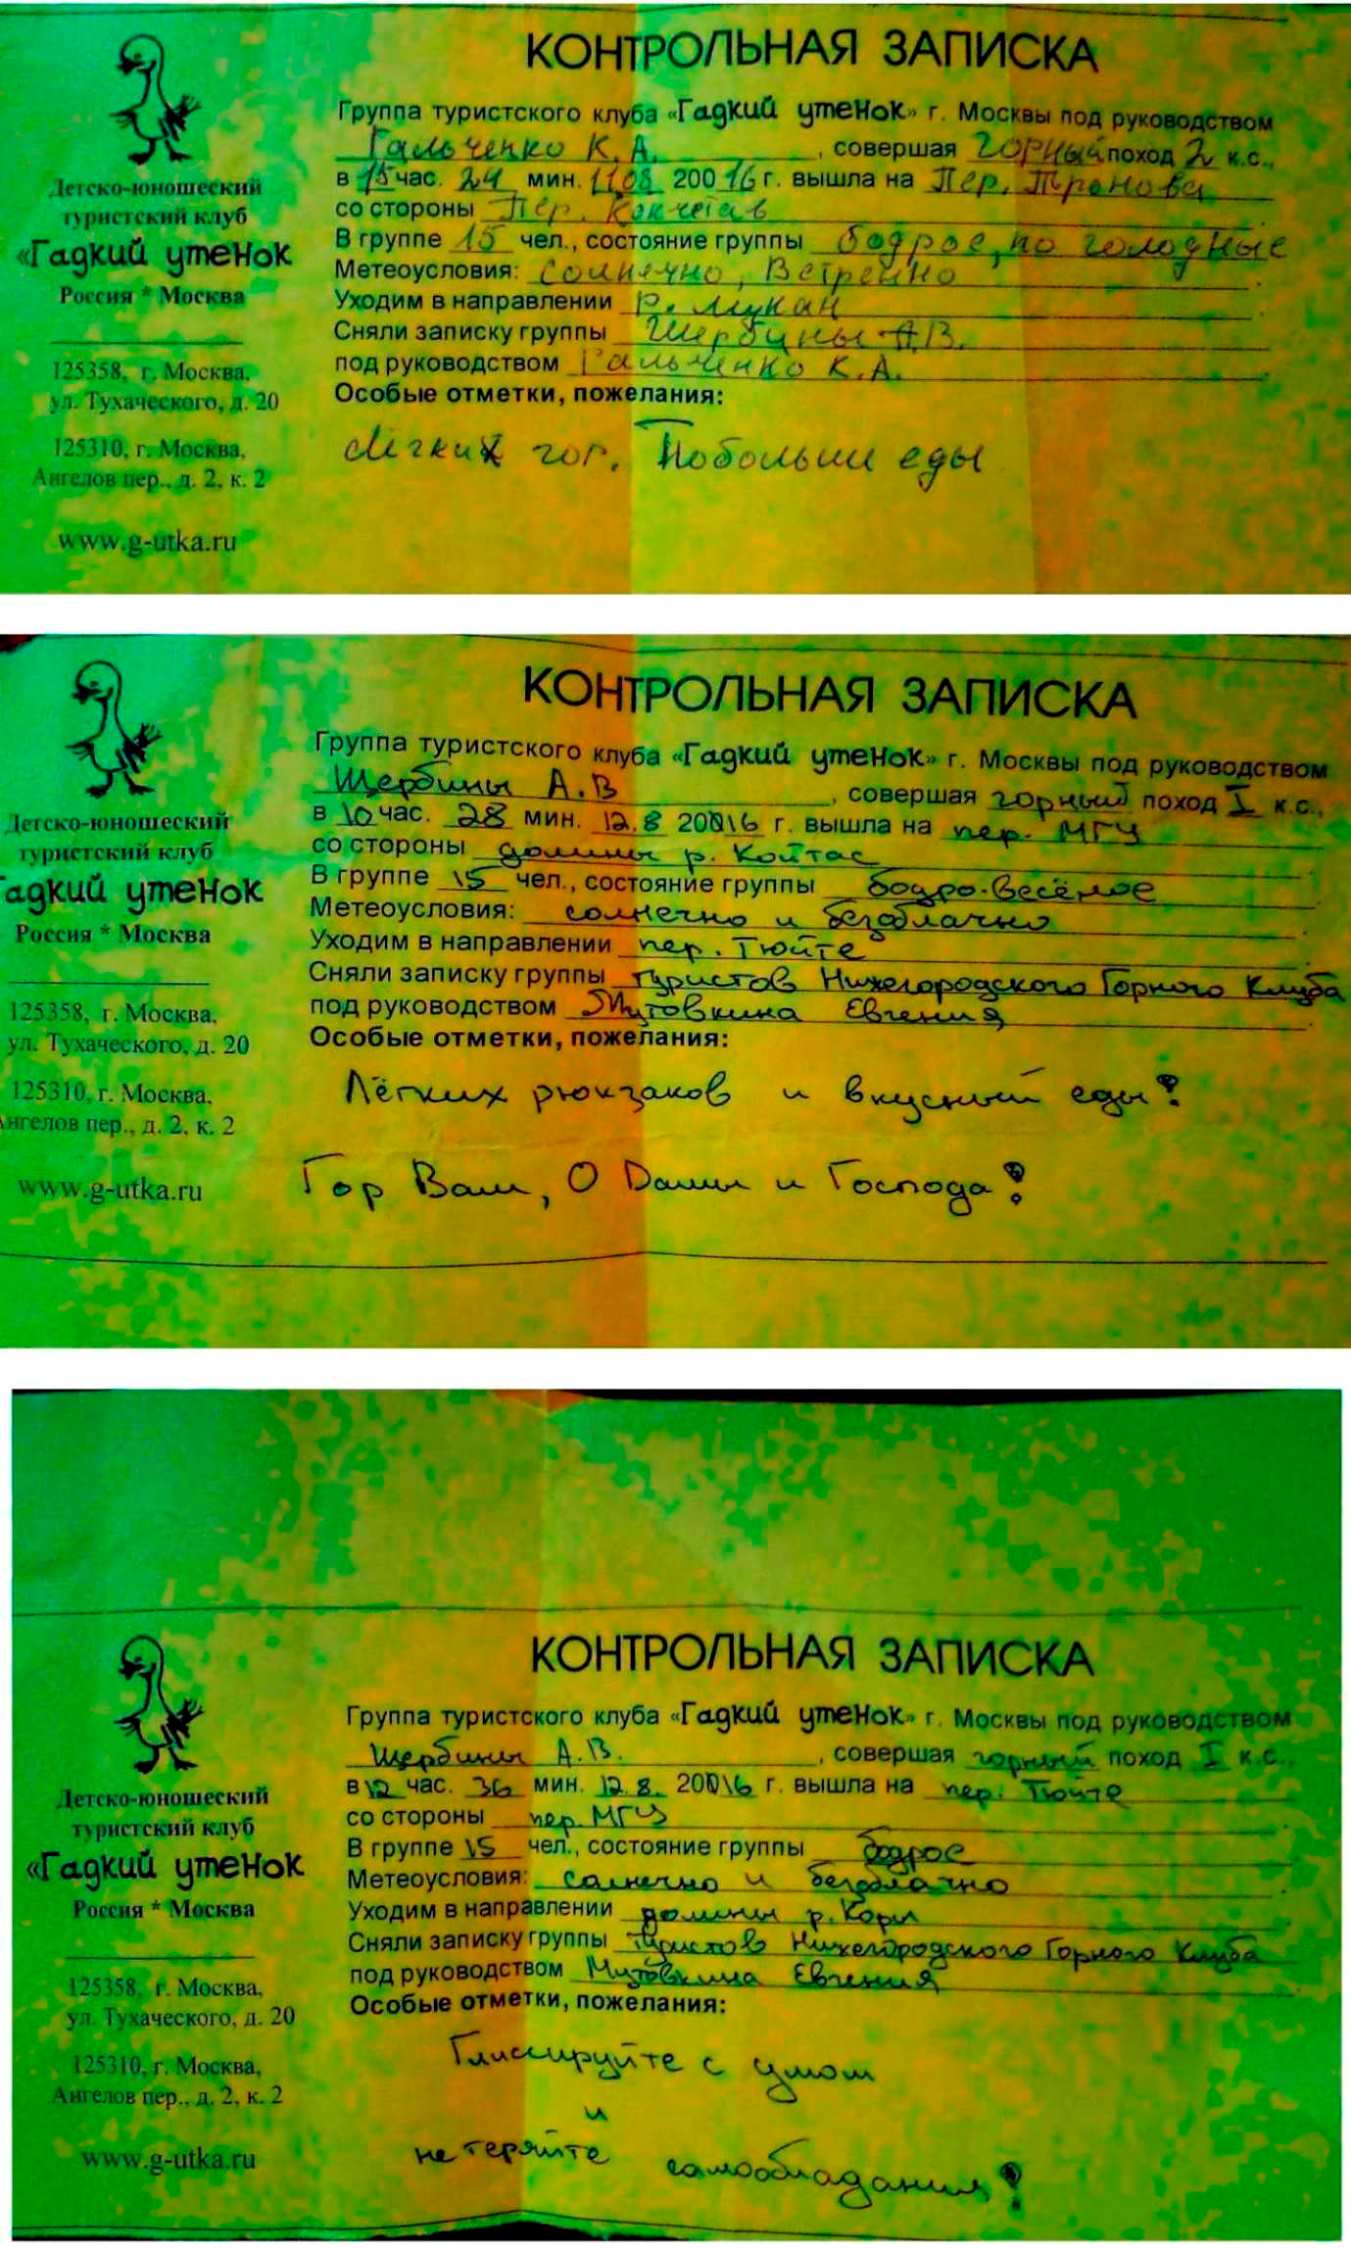 КОНТРОЛЬНАЯ ЗАПИСКА
Детско-юношеский
туристский клуб
«Гадкий утенок
Россия * Москва
125358, г. Москва,
ул. Тухаческого, д. 20
125310, г. Москва,
Ангелов пер., д. 2, к. 2
www.g-utka.ru
Группа туристского клуба «Гадкий утенок» г. Москвы под руководством
Гальченко К.А., совершая горный поход 2 к.с.,
в 15 час. 24 мин. 11.08 200 16 г. вышла на Пер. Тронова
со стороны Пер. Кокчетав
В группе 15 чел., состояние группы бодрое, но голодные
Метеоусловия: солнечно, Ветренно
Уходим в направлении р. Мукан
Сняли записку группы Щербины А.В.
под руководством Гальченко К.А.
Особые отметки, пожелания:
Лёгких гор. Побольши еды
КОНТРОЛЬНАЯ ЗАПИСКА
Детско-юношеский
туристский клуб
Гадкий утенок
Россия * Москва
125358, г. Москва,
ул. Тухаческого, д. 20
125310, г. Москва,
Ангелов пер., д. 2, к. 2
www.g-utka.ru
Группа туристского клуба «Гадкий утенок» г. Москвы под руководством
Щербины А.В, совершая горный поход I к.с.,
в 10 час. 28 мин. 12.8 20016 г. вышла на пер. МГУ
со стороны долины р. Койтас
В группе 15 чел., состояние группы бодро-весёлое
Метеоусловия: солнечно и безоблачно
Уходим в направлении пер. Тюйте
Сняли записку группы туристов Нижегородского Горного Клуба
под руководством Мутовкина Евгения
Особые отметки, пожелания:
Лёгких рюкзаков и вкусный еды!
Гор Вам, О Дамы и Господа!
КОНТРОЛЬНАЯ ЗАПИСКА
Детско-юношеский
туристский клуб
«Гадкий утенок
Россия * Москва
125358, г. Москва,
ул. Тухаческого, д. 20
125310, г. Москва,
Ангелов пер., д. 2, к. 2
www.g-utka.ru
Группа туристского клуба «Гадкий утенок» г. Москвы под руководством
Щербины А.В., совершая горный поход I к.с.,
в 12 час. 36 мин. 12.8. 20016 г. вышла на пер. Тюйте
со стороны пер. МГУ
В группе 15 чел., состояние группы бодрое
Метеоусловия: солнечно и безоблачно
Уходим в направлении долины р. Коры
Сняли записку группы туристов Нижегородского Горного Клуба
под руководством Мутовкина Евгения
Особые отметки, пожелания:
Глиссируйте с умом
и
не теряйте самообладания!